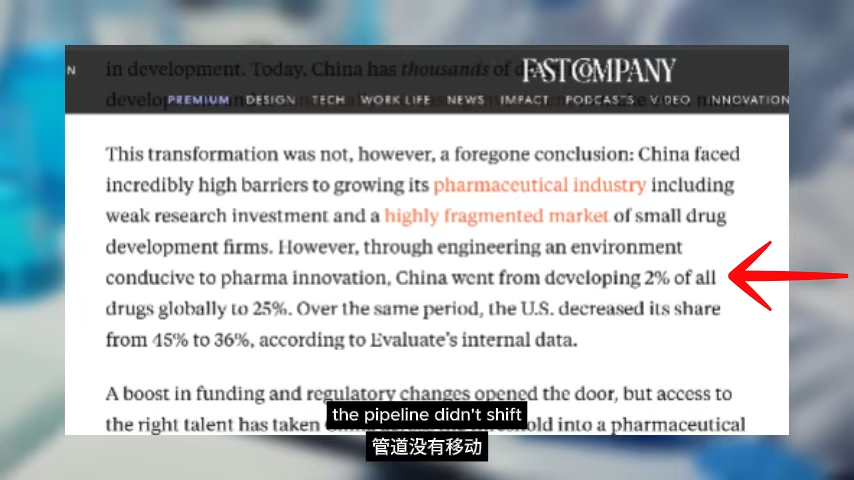 N
in development. Today, China has thousands of
FAST COMPANY
PREMIUM DESIGN TECH WORK LIFE NEWS IMPACT PODCASTS VIDEO INNOVATION
This transformation was not, however, a foregone conclusion: China faced
incredibly high barriers to growing its pharmaceutical industry including
weak research investment and a highly fragmented market of small drug
development firms. However, through engineering an environment
conducive to pharma innovation, China went from developing 2% of all
drugs globally to 25%. Over the same period, the U.S. decreased its share
from 45% to 36%, according to Evaluate's internal data.
A boost in funding and regulatory changes opened the door, but access to
the right talent has taken into a pharmaceutical
the pipeline didn't shift
管道没有移动